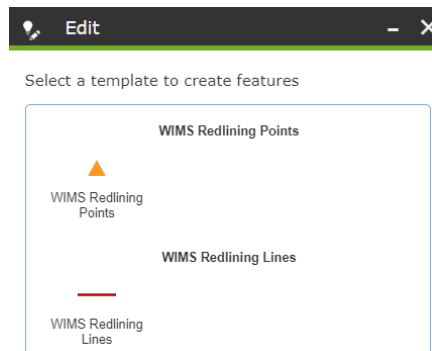 Edit
Select a template to create features
WIMS Redlining Points
WIMS Redlining
Points
WIMS Redlining Lines
WIMS Redlining
Lines